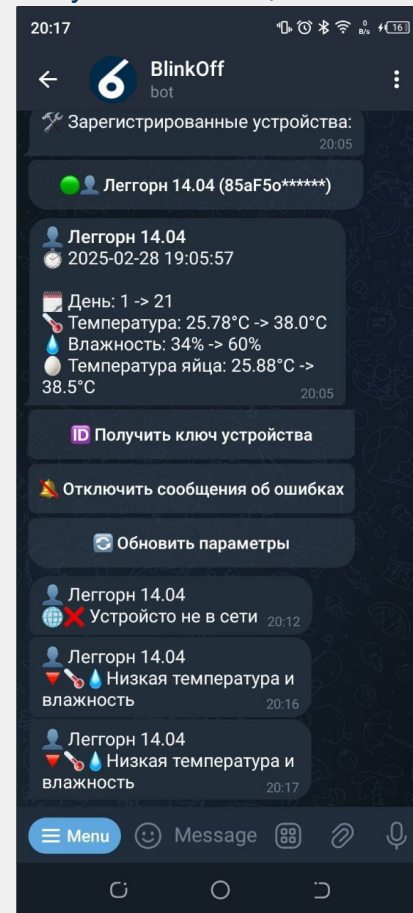 20:17
0 B/s
16
BlinkOff
bot
Зарегистрированные устройства:
20:05
Леггорн 14.04 (85aF5o******)
Леггорн 14.04
2025-02-28 19:05:57
День: 1 -> 21
Температура: 25.78°C -> 38.0°C
Влажность: 34% -> 60%
Температура яйца: 25.88°C ->
38.5°C
20:05
ID Получить ключ устройства
Отключить сообщения об ошибках
Обновить параметры
Леггорн 14.04
Устройсто не в сети 20:12
Леггорн 14.04
Низкая температура и
влажность 20:16
Леггорн 14.04
Низкая температура и
влажность 20:17
Menu
Message